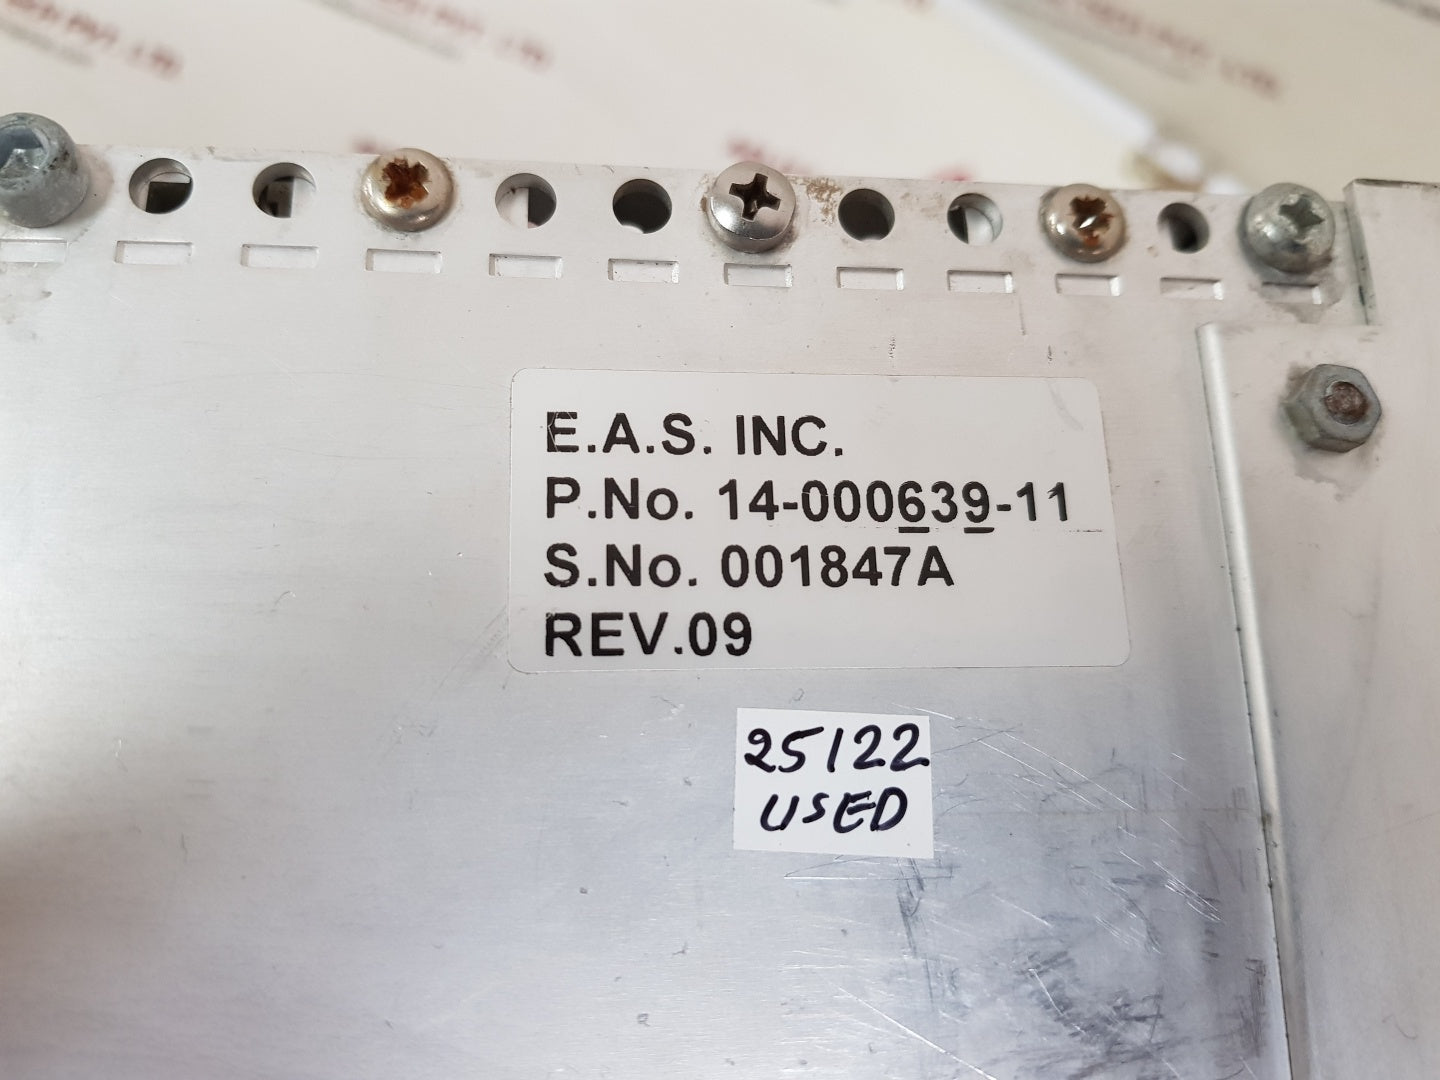 E.A.S. INC.
P.No. 14-000639-11
S.No. 001847A
REV.09
25122
USED